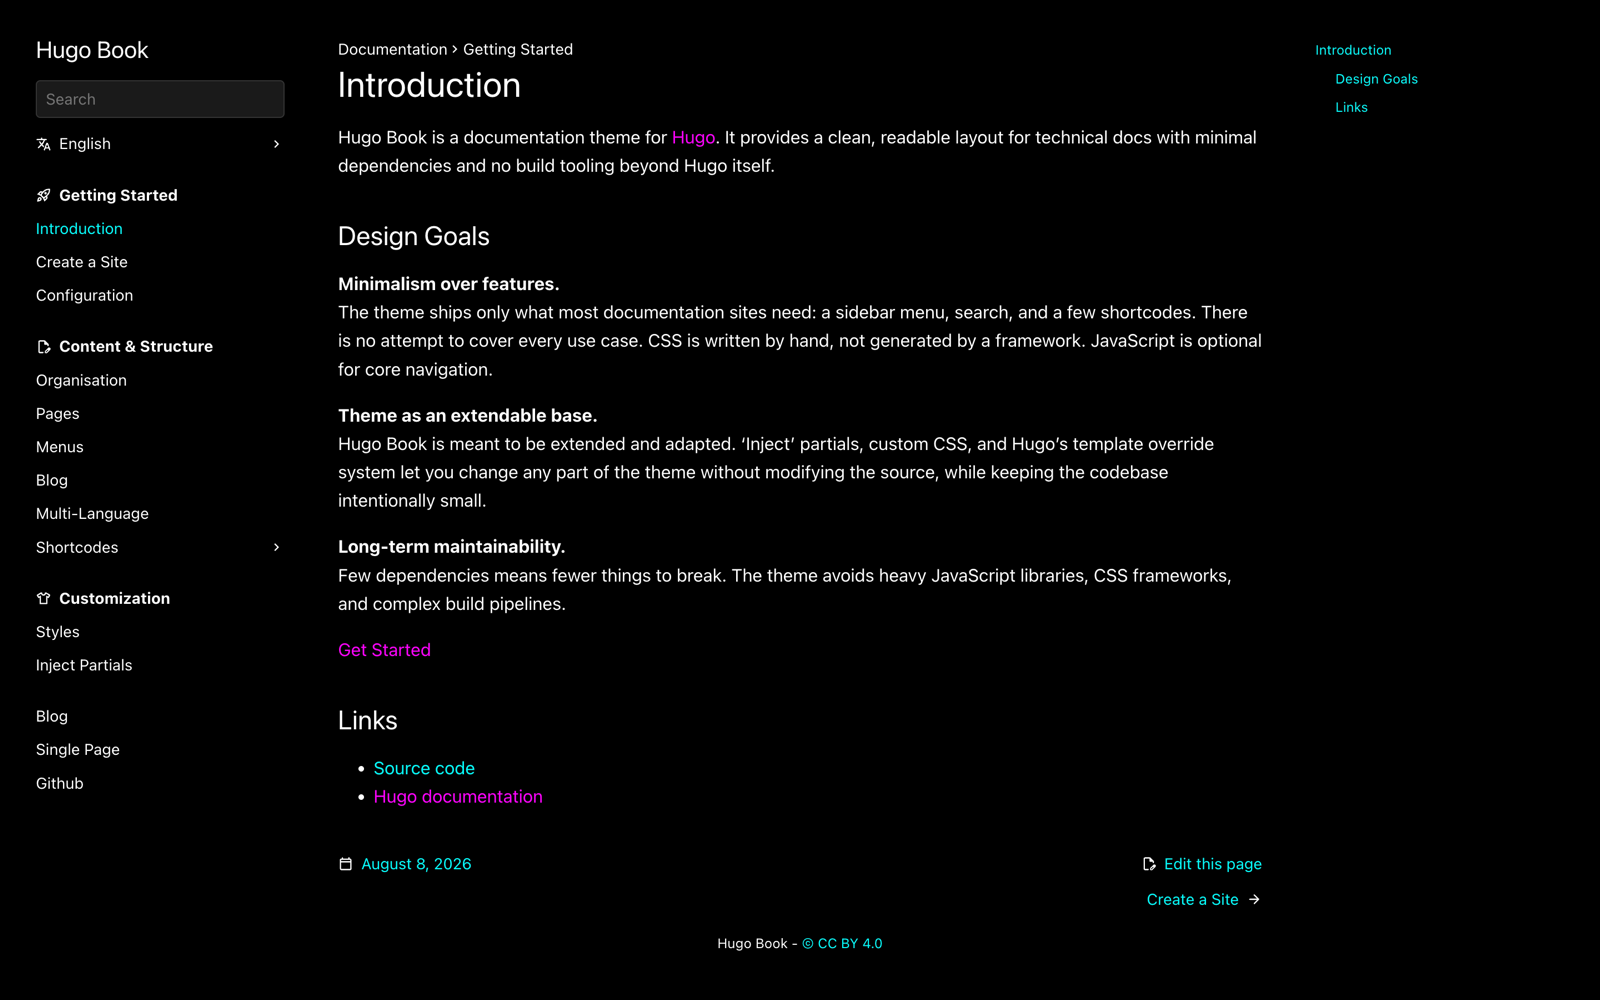 Hugo Book
Search
English
Getting Started
Introduction
Create a Site
Configuration
Content & Structure
Organisation
Pages
Menus
Blog
Multi-Language
Shortcodes
Customization
Styles
Inject Partials
Blog
Single Page
Github
Documentation › Getting Started
Introduction
Hugo Book is a documentation theme for Hugo. It provides a clean, readable layout for technical docs with minimal
dependencies and no build tooling beyond Hugo itself.
Design Goals
Minimalism over features.
The theme ships only what most documentation sites need: a sidebar menu, search, and a few shortcodes. There
is no attempt to cover every use case. CSS is written by hand, not generated by a framework. JavaScript is optional
for core navigation.
Theme as an extendable base.
Hugo Book is meant to be extended and adapted. ‘Inject’ partials, custom CSS, and Hugo’s template override
system let you change any part of the theme without modifying the source, while keeping the codebase
intentionally small.
Long-term maintainability.
Few dependencies means fewer things to break. The theme avoids heavy JavaScript libraries, CSS frameworks,
and complex build pipelines.
Get Started
Links
• Source code
• Hugo documentation
August 8, 2026
Edit this page
Create a Site →
Hugo Book - © CC BY 4.0
Introduction
Design Goals
Links